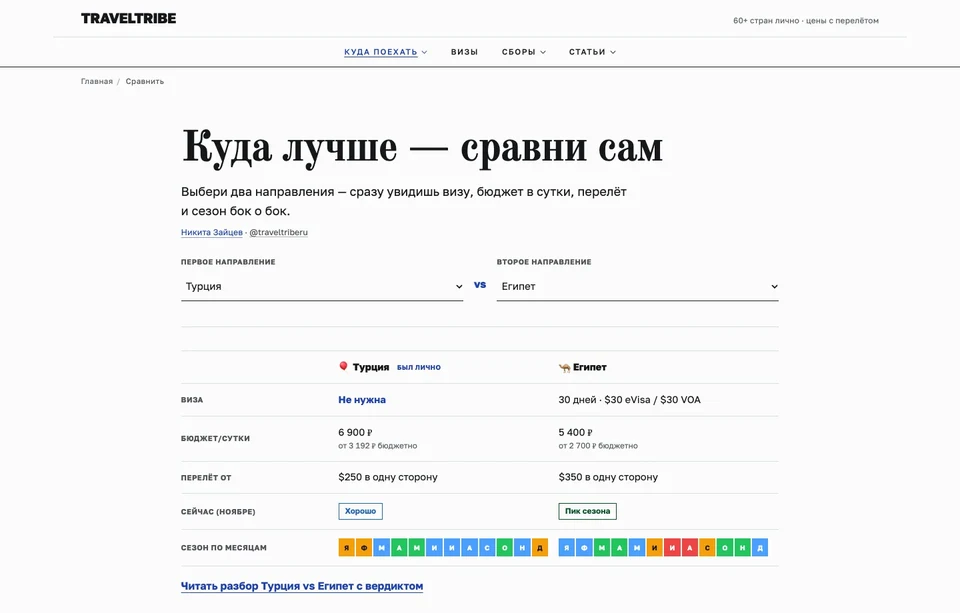 TRAVELTRIBE
60+ стран лично · цены с перелётом
КУДА ПОЕХАТЬ ВИЗЫ СБОРЫ СТАТЬИ
Главная / Сравнить
Куда лучше — сравни сам
Выбери два направления — сразу увидишь визу, бюджет в сутки, перелёт
и сезон бок о бок.
Никита Зайцев · @traveltriberu
ПЕРВОЕ НАПРАВЛЕНИЕ
ВТОРОЕ НАПРАВЛЕНИЕ
Турция VS Египет
Турция БЫЛ ЛИЧНО Египет
ВИЗА Не нужна 30 дней · $30 eVisa / $30 VOA
БЮДЖЕТ/СУТКИ 6 900 ₽ 5 400 ₽
от 3 192 ₽ бюджетно от 2 700 ₽ бюджетно
ПЕРЕЛЁТ ОТ $250 в одну сторону $350 в одну сторону
СЕЙЧАС (НОЯБРЕ) Хорошо Пик сезона
СЕЗОН ПО МЕСЯЦАМ Я Ф М А М И И А С О Н Д Я Ф М А М И И А С О Н Д
Читать разбор Турция vs Египет с вердиктом